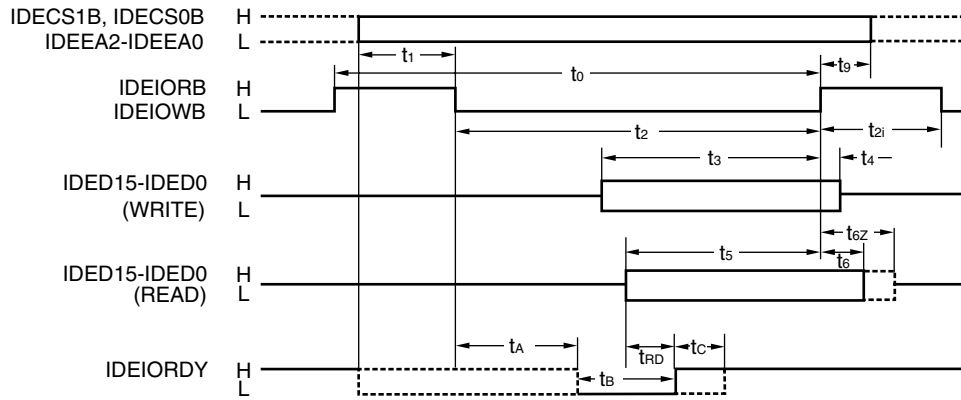 IDECS1B, IDECS0B H
IDEEA2-IDEEA0 L
t1
t9
t0
IDEIORB H
IDEIOWB L
t2
t2i
t3
t4
IDED15-IDED0 H
(WRITE) L
t6Z
t5
t6
IDED15-IDED0 H
(READ) L
tA
tRD
tC
IDEIORDY H
L
tB